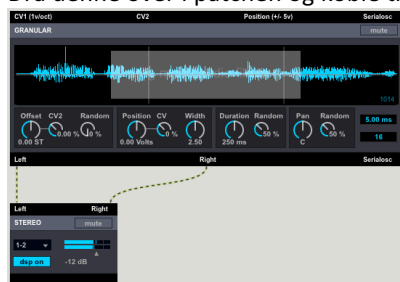 Dra denne over i patchen og koble d
CV1 (1v/oct) CV2 Position (+/- 5v) Serialosc
GRANULAR mute
1014
Offset CV2 Random Position CV Width Duration Random Pan Random 5.00 ms
0.00 ST 0.00 % 0 % 0.00 Volts 0 % 2.50 250 ms 50 % C 50 % 16
Left Right Serialosc
Left Right
STEREO mute
1-2
dsp on -12 dB